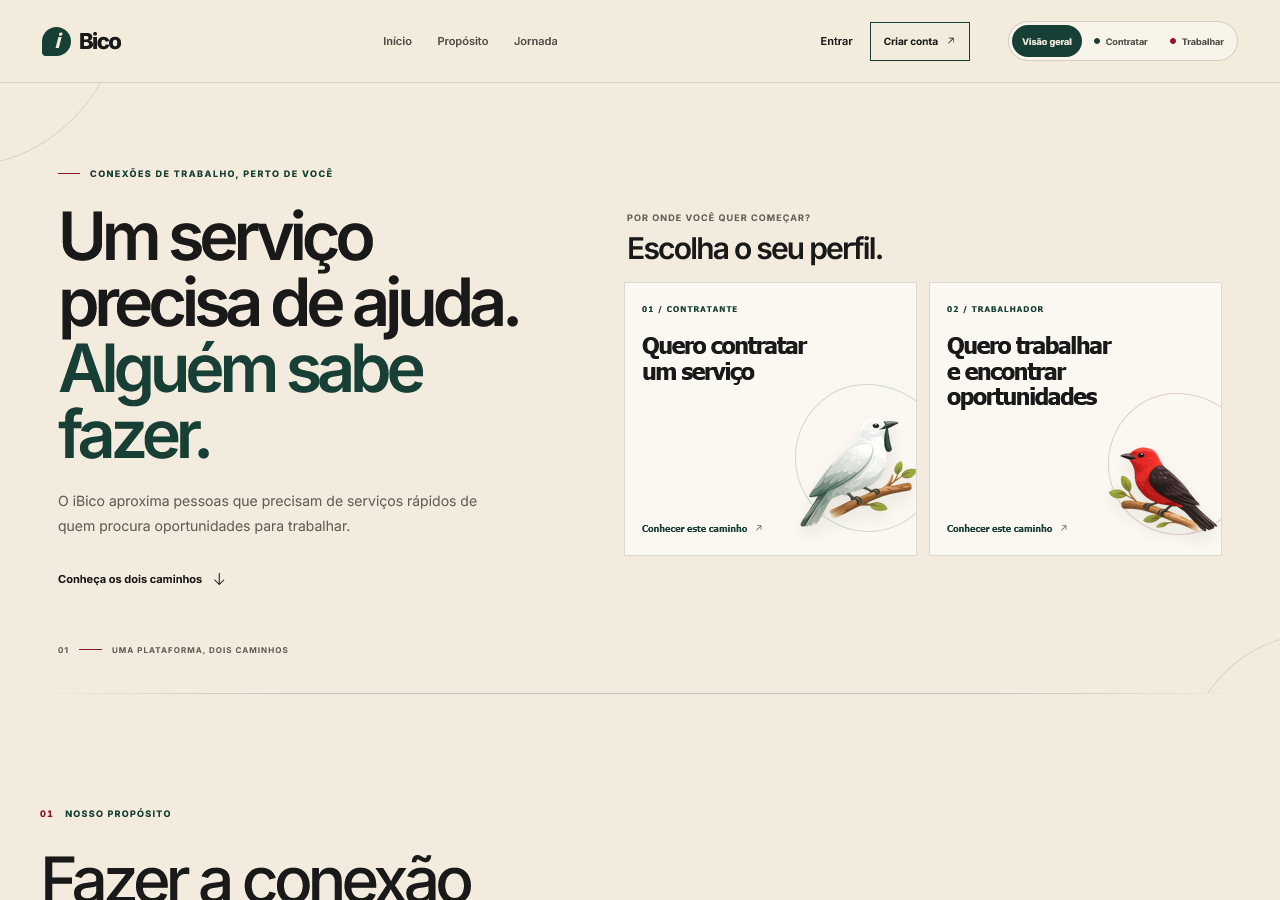 i Bico
Início Propósito Jornada
Entrar
Criar conta ↗
Visão geral
Contratar
Trabalhar
CONEXÕES DE TRABALHO, PERTO DE VOCÊ
Um serviço
precisa de ajuda.
Alguém sabe
fazer.
O iBico aproxima pessoas que precisam de serviços rápidos de
quem procura oportunidades para trabalhar.
Conheça os dois caminhos ↓
01 UMA PLATAFORMA, DOIS CAMINHOS
POR ONDE VOCÊ QUER COMEÇAR?
Escolha o seu perfil.
01 / CONTRATANTE
Quero contratar
um serviço
Conhecer este caminho ↗
02 / TRABALHADOR
Quero trabalhar
e encontrar
oportunidades
Conhecer este caminho ↗
01 NOSSO PROPÓSITO
Fazer a conexão